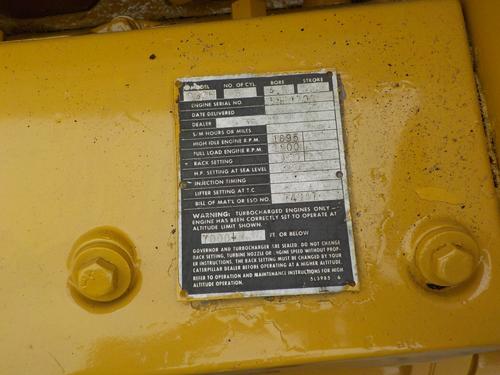 MODEL NO. OF CYL. BORE STROKE
ENGINE SERIAL NO.
DATE DELIVERED
DEALER
S/M HOURS OR MILES
HIGH IDLE ENGINE R.P.M. 1895
FULL LOAD ENGINE R.P.M.
RACK SETTING
H.P. SETTING AT SEA LEVEL
INJECTION TIMING
LIFTER SETTING AT T.C.
BILL OF MAT'L OR ESO NO.
WARNING: TURBOCHARGED ENGINES ONLY—
ENGINE HAS BEEN CORRECTLY SET TO OPERATE AT
ALTITUDE LIMIT SHOWN.
FT. OR BELOW
GOVERNOR AND TURBOCHARGER ARE SEALED. DO NOT CHANGE
RACK SETTING, TURBINE NOZZLE OR ENGINE SPEED WITHOUT PROP-
ER INSTRUCTIONS. THE RACK SETTING MUST BE CHANGED BY YOUR
CATERPILLAR DEALER BEFORE OPERATING AT A HIGHER ALTITUDE.
REFER TO OPERATION AND MAINTENANCE INSTRUCTIONS FOR HIGH
ALTITUDE OPERATION. 5L3985 6